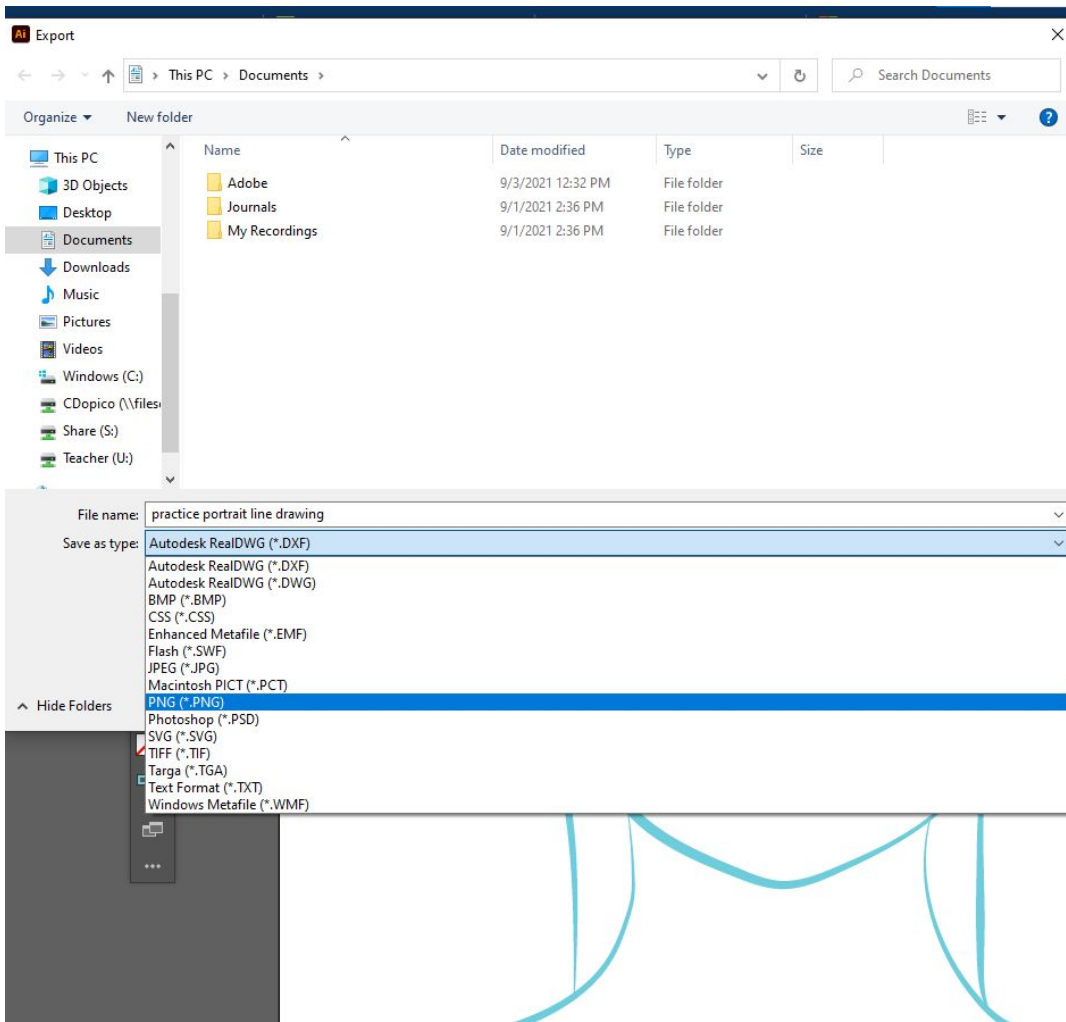 Ai Export
This PC > Documents >
Search Documents
Organize
New folder
Name
Date modified
Type
Size
This PC
3D Objects
Desktop
Documents
Downloads
Music
Pictures
Videos
Windows (C:)
CDopico (\\files
Share (S:)
Teacher (U:)
Adobe 9/3/2021 12:32 PM File folder
Journals 9/1/2021 2:36 PM File folder
My Recordings 9/1/2021 2:36 PM File folder
File name: practice portrait line drawing
Save as type: Autodesk RealDWG (*.DXF)
Autodesk RealDWG (*.DXF)
Autodesk RealDWG (*.DWG)
BMP (*.BMP)
CSS (*.CSS)
Enhanced Metafile (*.EMF)
Flash (*.SWF)
JPEG (*.JPG)
Macintosh PICT (*.PCT)
PNG (*.PNG)
Photoshop (*.PSD)
SVG (*.SVG)
TIFF (*.TIF)
Targa (*.TGA)
Text Format (*.TXT)
Windows Metafile (*.WMF)
Hide Folders